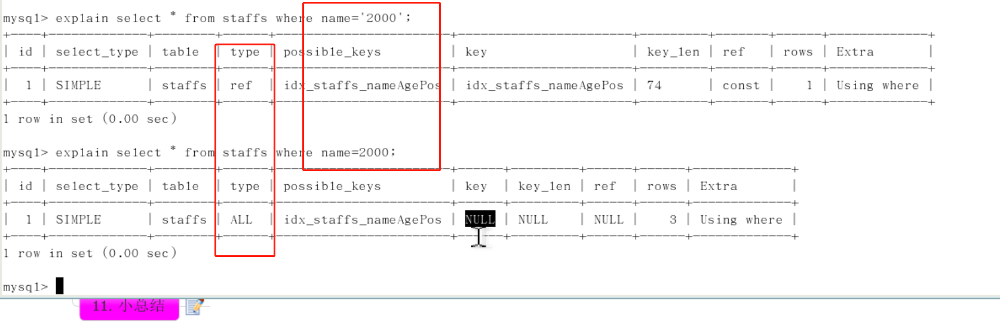 mysql> explain select * from staffs where name='2000';
+----+-------------+--------+------+----------------------+----------------------+---------+-------+------+-------------+
| id | select_type | table | type | possible_keys | key | key_len | ref | rows | Extra |
+----+-------------+--------+------+----------------------+----------------------+---------+-------+------+-------------+
| 1 | SIMPLE | staffs | ref | idx_staffs_nameAgePos | idx_staffs_nameAgePos | 74 | const | 1 | Using where |
+----+-------------+--------+------+----------------------+----------------------+---------+-------+------+-------------+
1 row in set (0.00 sec)
mysql> explain select * from staffs where name=2000;
+----+-------------+--------+------+----------------------+------+---------+------+------+-------------+
| id | select_type | table | type | possible_keys | key | key_len | ref | rows | Extra |
+----+-------------+--------+------+----------------------+------+---------+------+------+-------------+
| 1 | SIMPLE | staffs | ALL | idx_staffs_nameAgePos | NULL | NULL | NULL | 3 | Using where |
+----+-------------+--------+------+----------------------+------+---------+------+------+-------------+
1 row in set (0.00 sec)
mysql>
11. 小总结